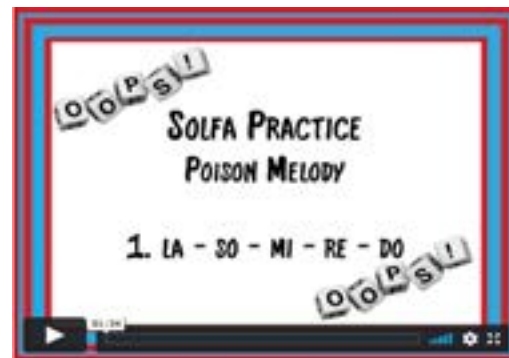 OOPS!
SOLFA PRACTICE
POISON MELODY
1. LA - SO - MI - RE - DO
OOPS!